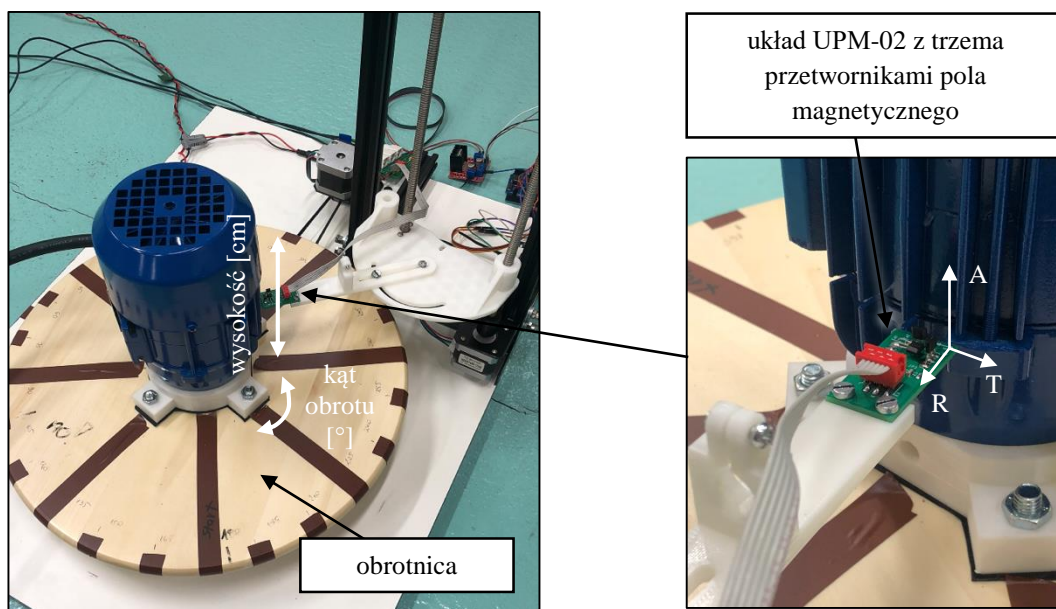 układ UPM-02 z trzema
przetwornikami pola
magnetycznego
wysokość [cm]
kąt
obrotu
[°]
obrotnica
A
T
R